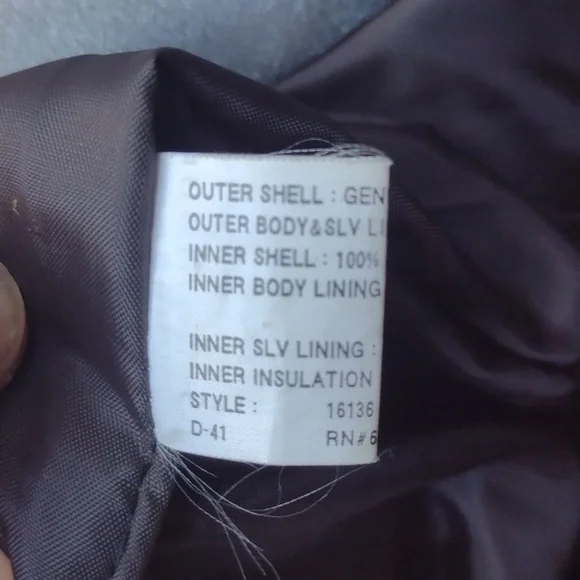 OUTER SHELL : GEN
OUTER BODY&SLV LI
INNER SHELL : 100%
INNER BODY LINING
INNER SLV LINING :
INNER INSULATION
STYLE : 16136
D-41 RN# 6